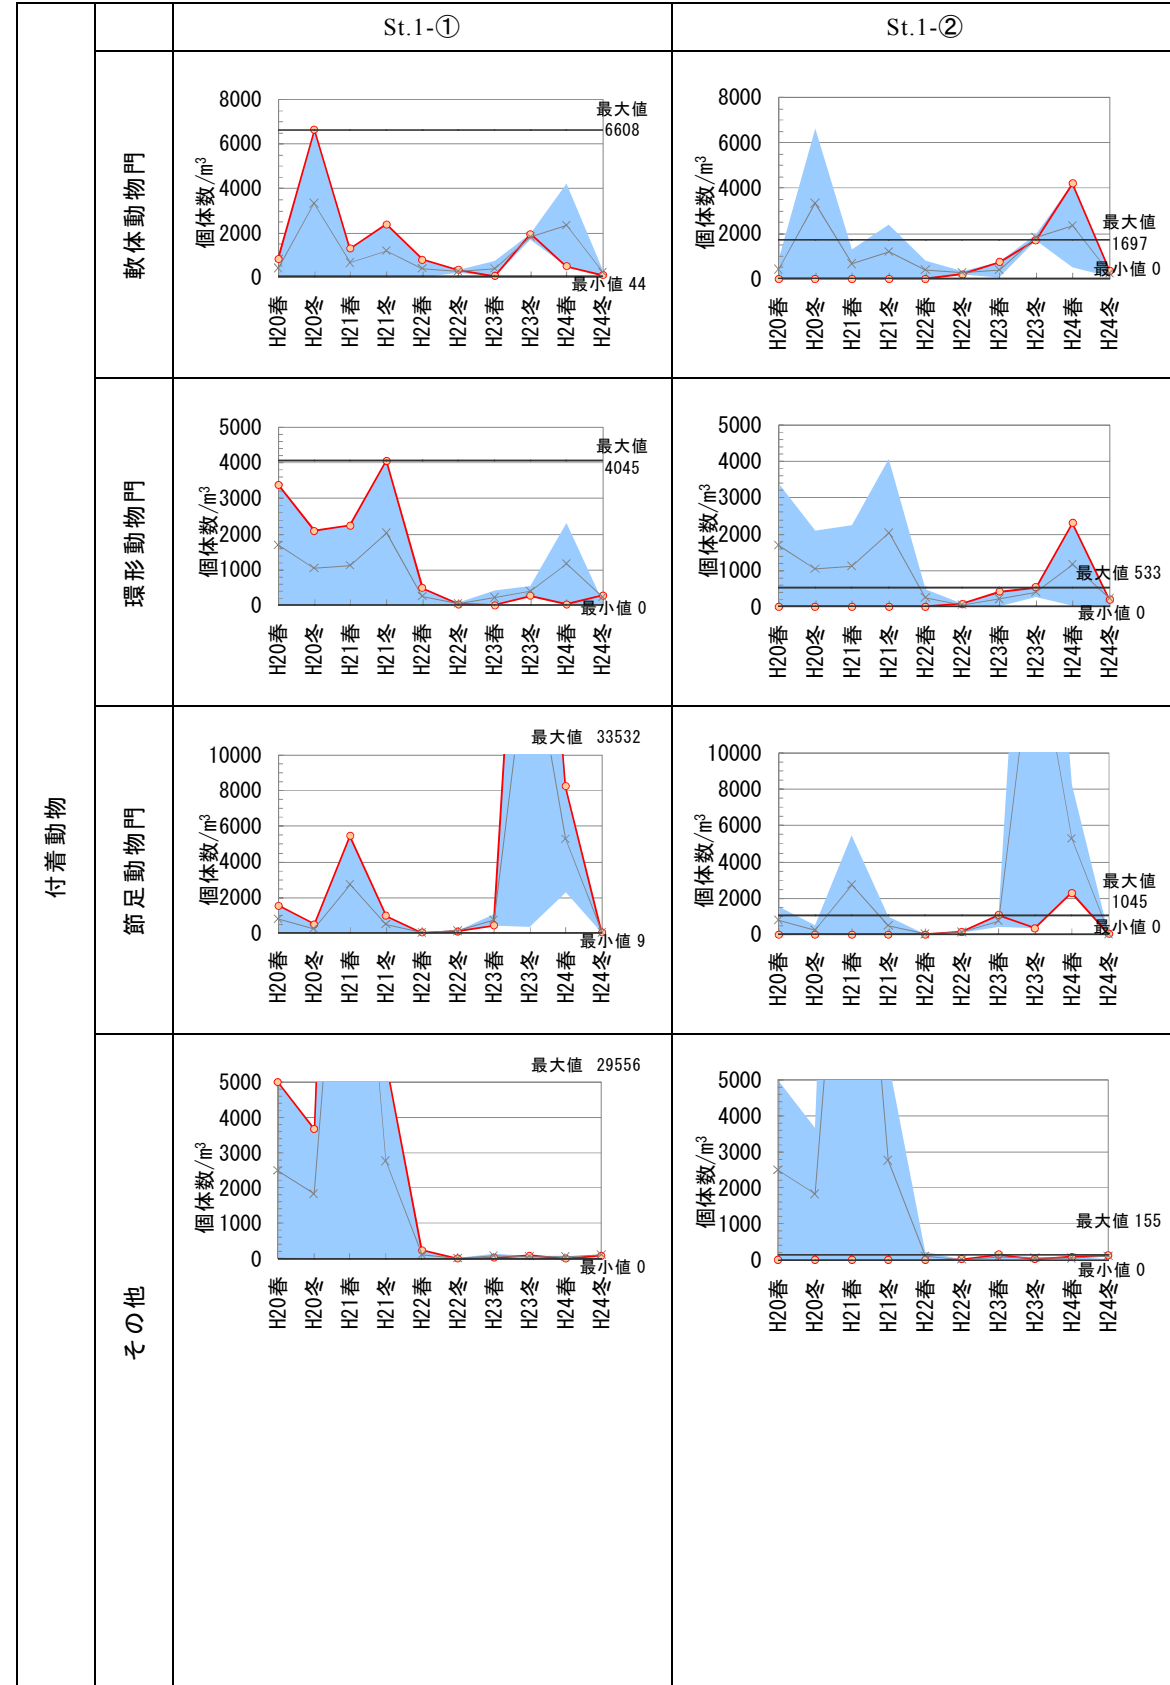 St.1-①
St.1-②
付着動物
軟体動物門
8000
6000
4000
2000
0
個体数/m³
最大値
6608
最小値 44
H20春
H20冬
H21春
H21冬
H22春
H22冬
H23春
H23冬
H24春
H24冬
8000
6000
4000
2000
0
個体数/m³
最大値
1697
最小値 0
H20春
H20冬
H21春
H21冬
H22春
H22冬
H23春
H23冬
H24春
H24冬
環形動物門
5000
4000
3000
2000
1000
0
個体数/m³
最大値
4045
最小値 0
H20春
H20冬
H21春
H21冬
H22春
H22冬
H23春
H23冬
H24春
H24冬
5000
4000
3000
2000
1000
0
個体数/m³
最大値 533
最小値 0
H20春
H20冬
H21春
H21冬
H22春
H22冬
H23春
H23冬
H24春
H24冬
節足動物門
10000
8000
6000
4000
2000
0
個体数/m³
最大値 33532
最小値 9
H20春
H20冬
H21春
H21冬
H22春
H22冬
H23春
H23冬
H24春
H24冬
10000
8000
6000
4000
2000
0
個体数/m³
最大値
1045
最小値 0
H20春
H20冬
H21春
H21冬
H22春
H22冬
H23春
H23冬
H24春
H24冬
その他
5000
4000
3000
2000
1000
0
個体数/m³
最大値 29556
最小値 0
H20春
H20冬
H21春
H21冬
H22春
H22冬
H23春
H23冬
H24春
H24冬
5000
4000
3000
2000
1000
0
個体数/m³
最大値 155
最小値 0
H20春
H20冬
H21春
H21冬
H22春
H22冬
H23春
H23冬
H24春
H24冬